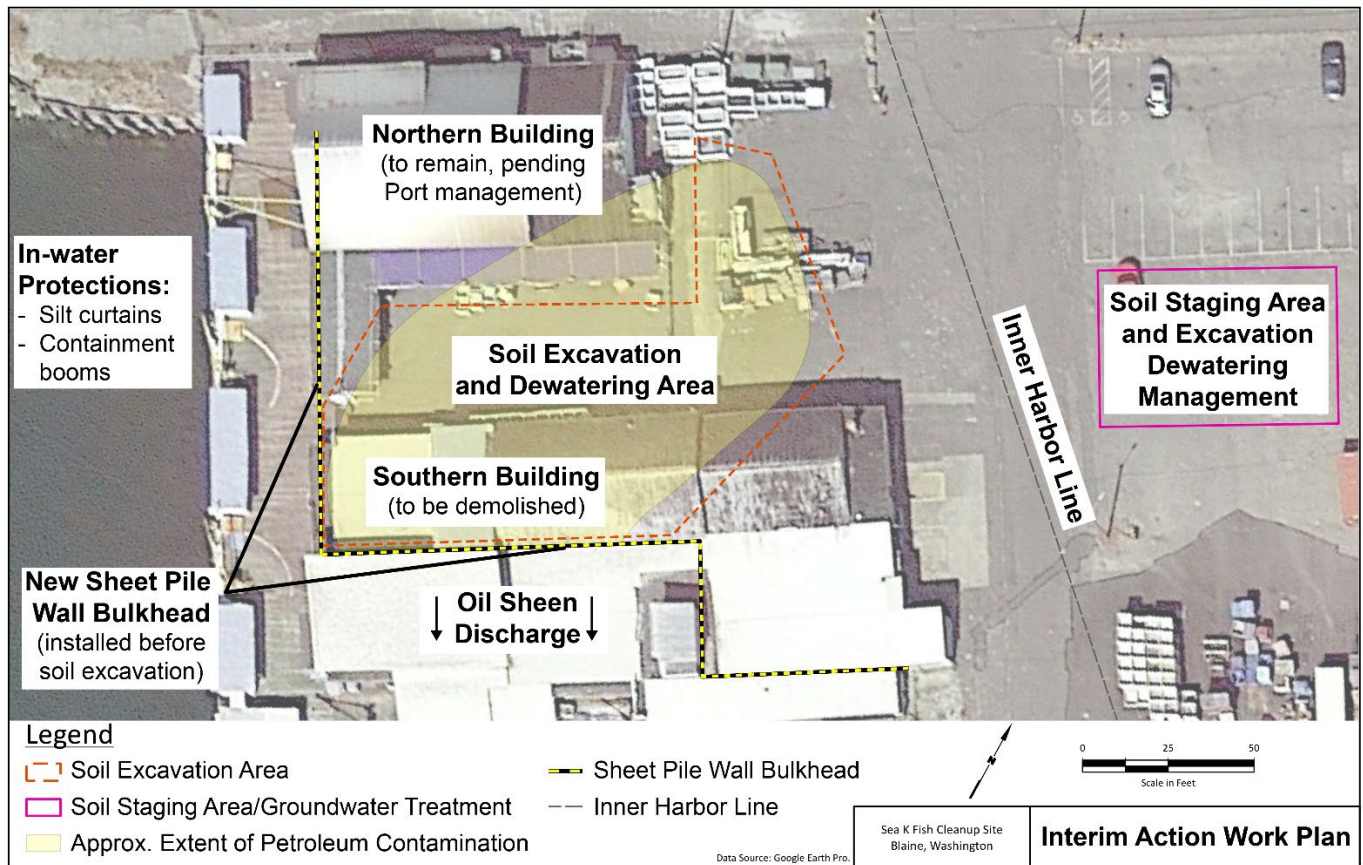 Northern Building
(to remain, pending
Port management)
In-water
Protections:
- Silt curtains
- Containment
booms
Soil Excavation
and Dewatering Area
Soil Staging Area
and Excavation
Dewatering
Management
Inner Harbor Line
Southern Building
(to be demolished)
New Sheet Pile
Wall Bulkhead
(installed before
soil excavation)
Oil Sheen
Discharge
Legend
Soil Excavation Area
Soil Staging Area/Groundwater Treatment
Approx. Extent of Petroleum Contamination
Sheet Pile Wall Bulkhead
Inner Harbor Line
N
0 25 50
Scale in Feet
Data Source: Google Earth Pro.
Sea K Fish Cleanup Site
Blaine, Washington
Interim Action Work Plan